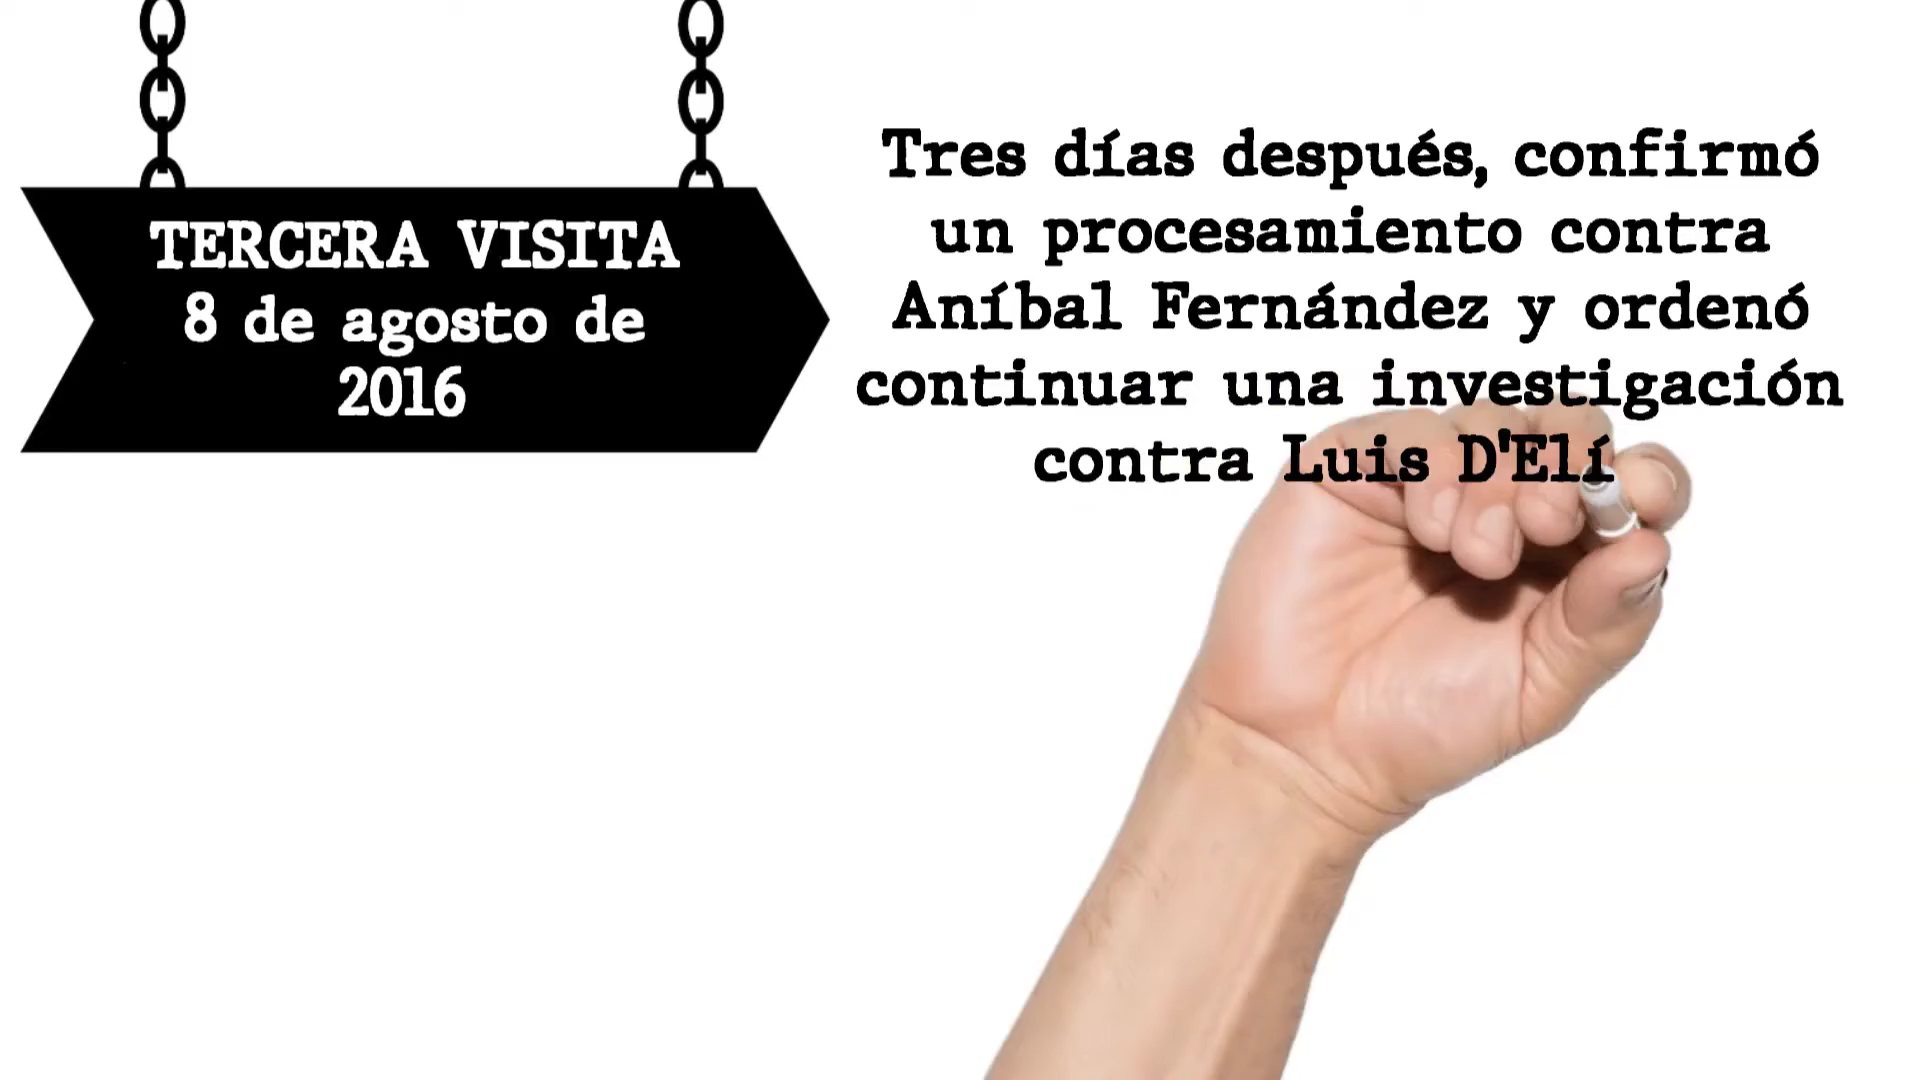 TERCERA VISITA
8 de agosto de
2016
Tres días después, confirmó
un procesamiento contra
Aníbal Fernández y ordenó
continuar una investigación
contra Luis D'Elí